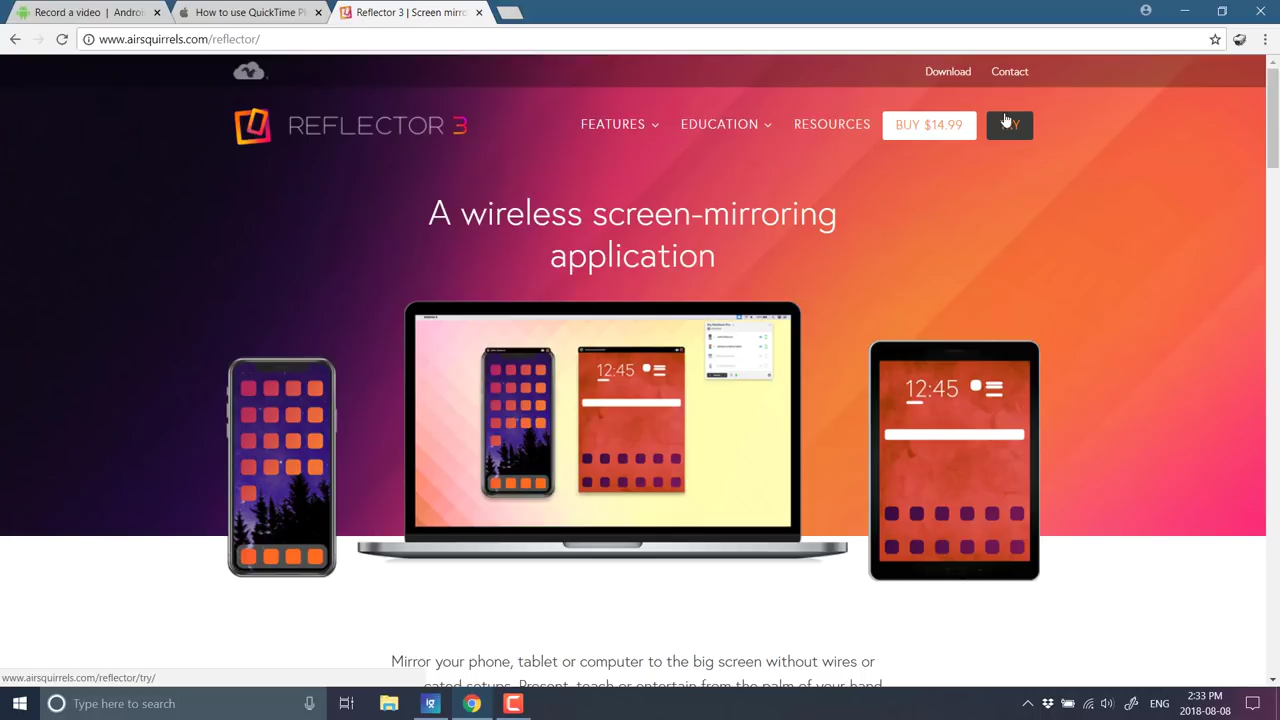 Record a video | Android
How to use QuickTime Pl
Reflector 3 | Screen mirro
www.airsquirrels.com/reflector/
Download Contact
REFLECTOR 3 FEATURES EDUCATION RESOURCES BUY $14.99
A wireless screen-mirroring
application
12:45
12:45
Mirror your phone, tablet or computer to the big screen without wires or
www.airsquirrels.com/reflector/try/
Type here to search
ENG
2:33 PM
2018-08-08